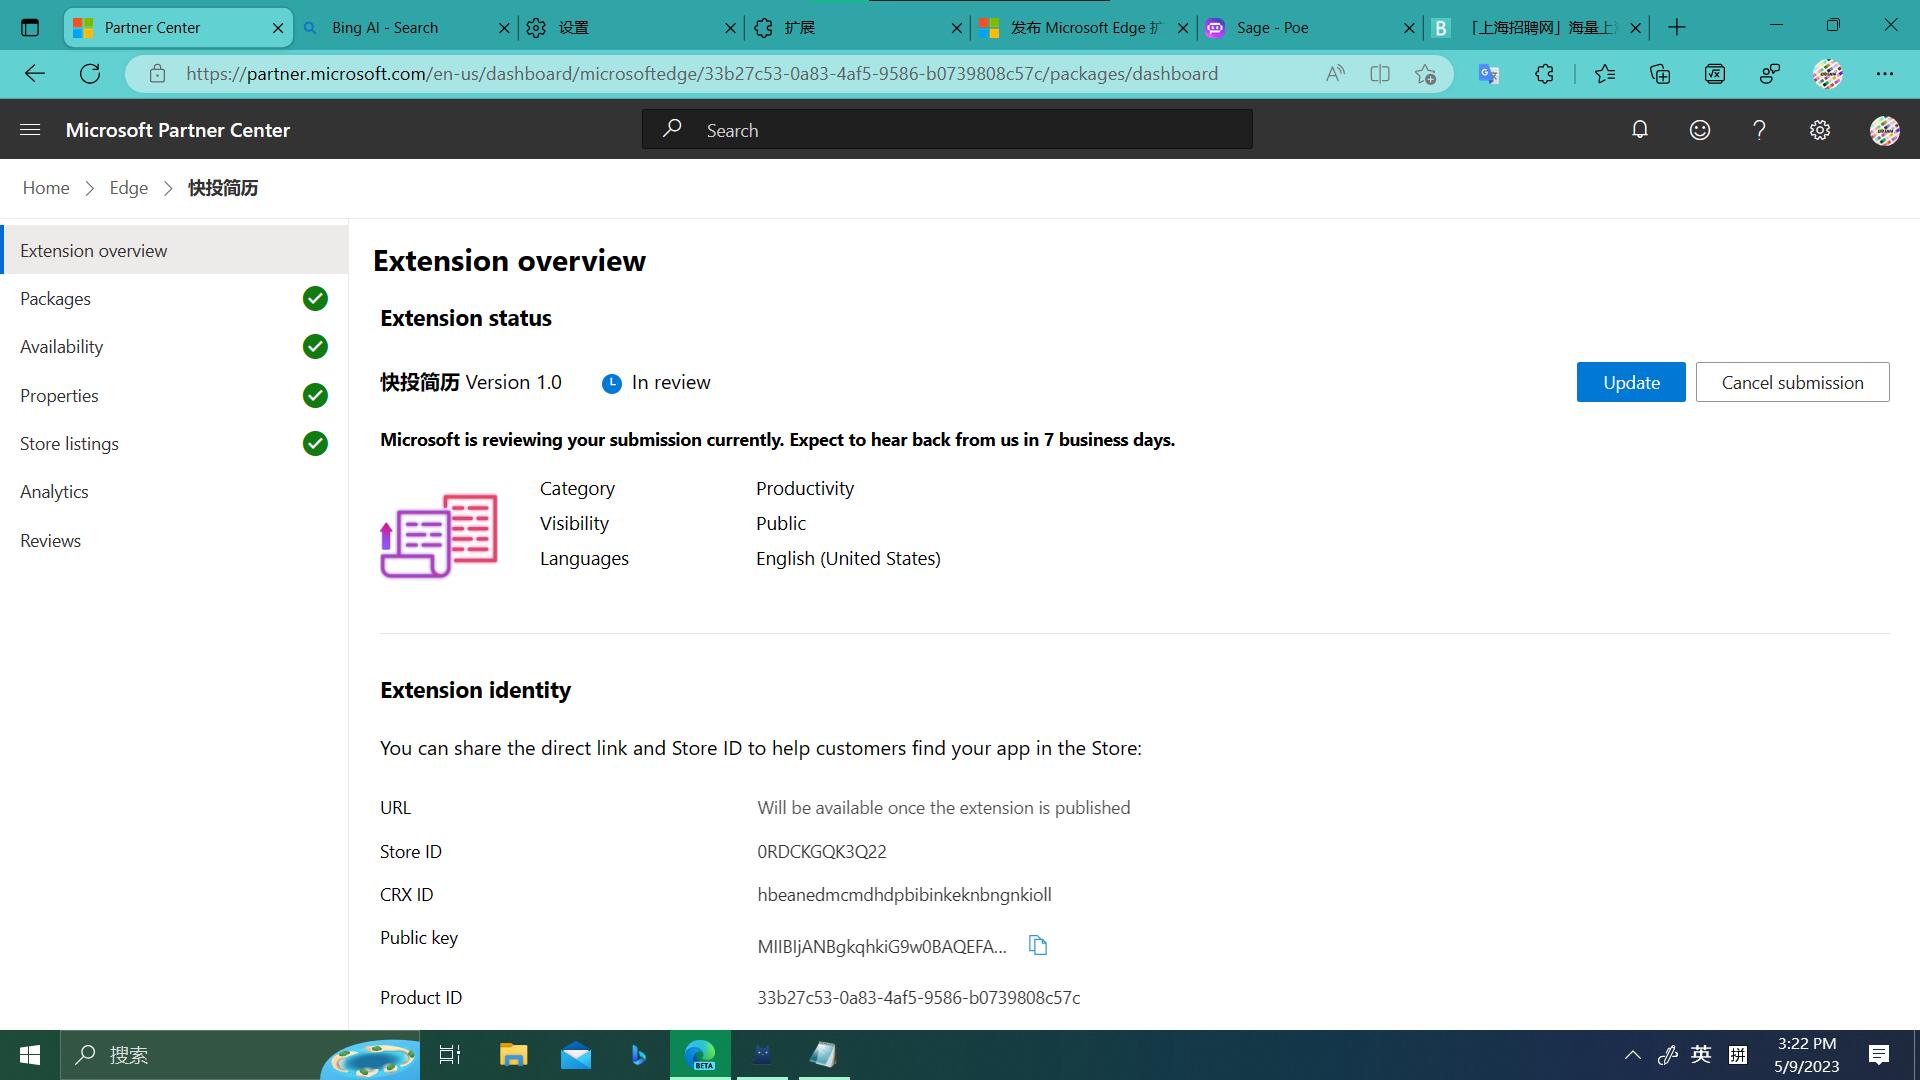 Partner Center
Bing AI - Search
设置
扩展
发布 Microsoft Edge 扩
Sage - Poe
「上海招聘网」海量上
https://partner.microsoft.com/en-us/dashboard/microsoftedge/33b27c53-0a83-4af5-9586-b0739808c57c/packages/dashboard
Microsoft Partner Center
Search
Home > Edge > 快投简历
Extension overview
Packages
Availability
Properties
Store listings
Analytics
Reviews
Extension overview
Extension status
快投简历 Version 1.0 In review
Update
Cancel submission
Microsoft is reviewing your submission currently. Expect to hear back from us in 7 business days.
Category Productivity
Visibility Public
Languages English (United States)
Extension identity
You can share the direct link and Store ID to help customers find your app in the Store:
URL Will be available once the extension is published
Store ID 0RDCKGQK3Q22
CRX ID hbeanedmcmdhdpbibinkeknbngnkioll
Public key MIIBIjANBgkqhkiG9w0BAQEFA...
Product ID 33b27c53-0a83-4af5-9586-b0739808c57c
搜索
BETA
英
拼
3:22 PM
5/9/2023